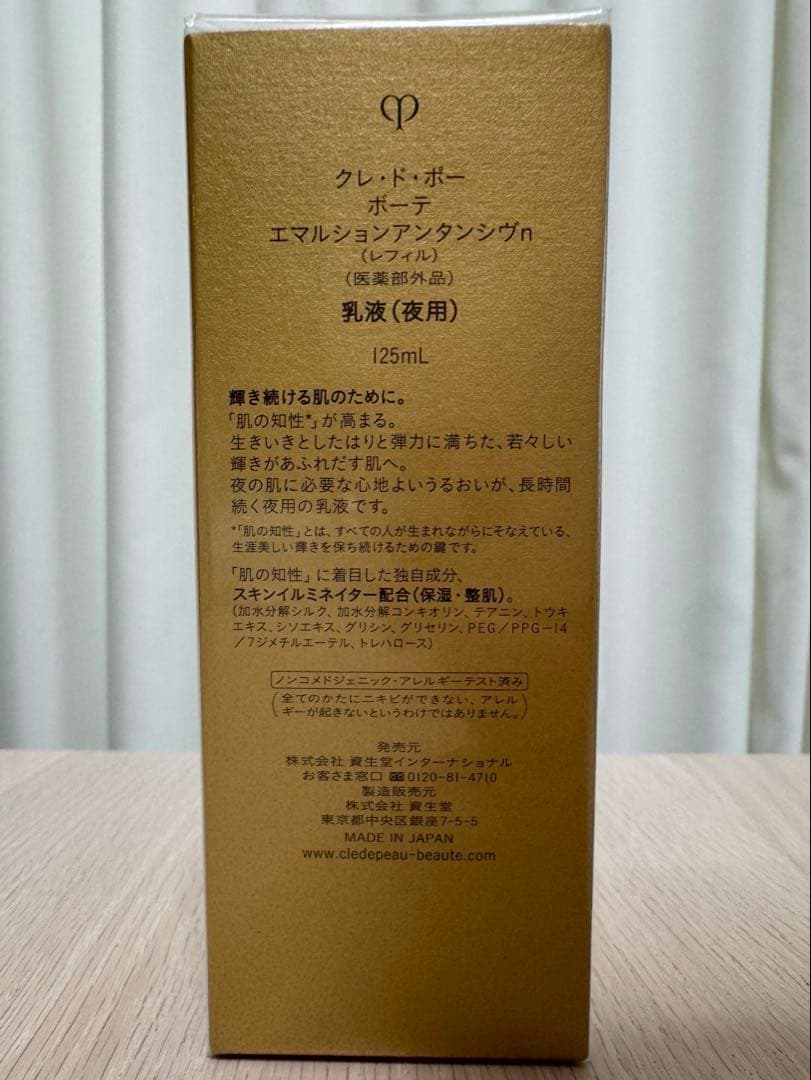 クレ・ド・ポー
ボーテ
エマルションアンタンシヴn
(レフィル)
(医薬部外品)
乳液(夜用)
125mL
輝き続ける肌のために。
「肌の知性*」が高まる。
生きいきとしたはりと弾力に満ちた、若々しい
輝きがあふれだす肌へ。
夜の肌に必要な心地よいうるおいが、長時間
続く夜用の乳液です。
*「肌の知性」とは、すべての人が生まれながらにそなえている、
生涯美しい輝きを保ち続けるための鍵です。
「肌の知性」に着目した独自成分、
スキンイルミネイター配合(保湿・整肌)。
(加水分解シルク、加水分解コンキオリン、テアニン、トウキ
エキス、シソエキス、グリシン、グリセリン、PEG/PPG-14
/7ジメチルエーテル、トレハロース)
ノンコメドジェニック・アレルギーテスト済み
(全てのかたにニキビができない、アレル
ギーが起きないというわけではありません。)
発売元
株式会社 資生堂インターナショナル
お客さま窓口 0120-81-4710
製造販売元
株式会社 資生堂
東京都中央区銀座7-5-5
MADE IN JAPAN
www.cledepeau-beaute.com